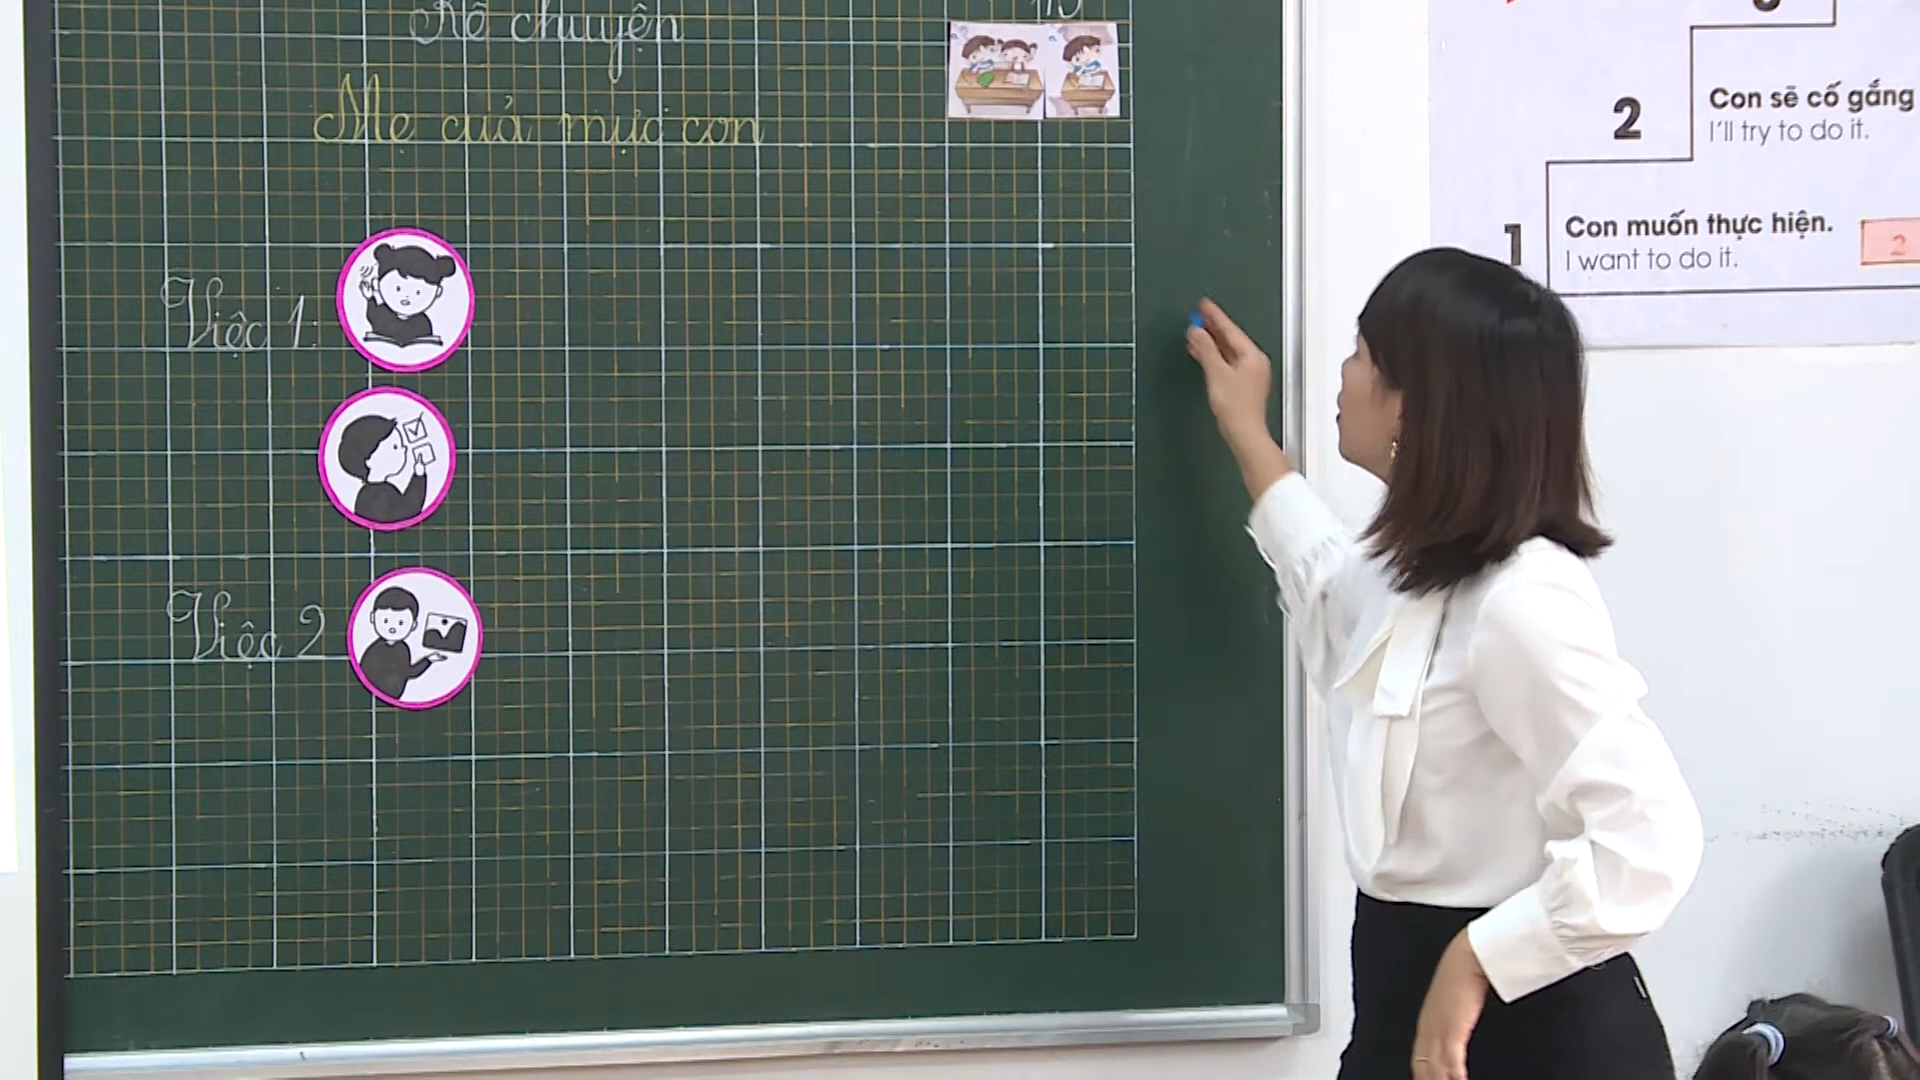 Kể chuyện
Mẹ của mực con
Việc 1:
Việc 2
2
Con sẽ cố gắng
I'll try to do it.
1
Con muốn thực hiện.
I want to do it.
2